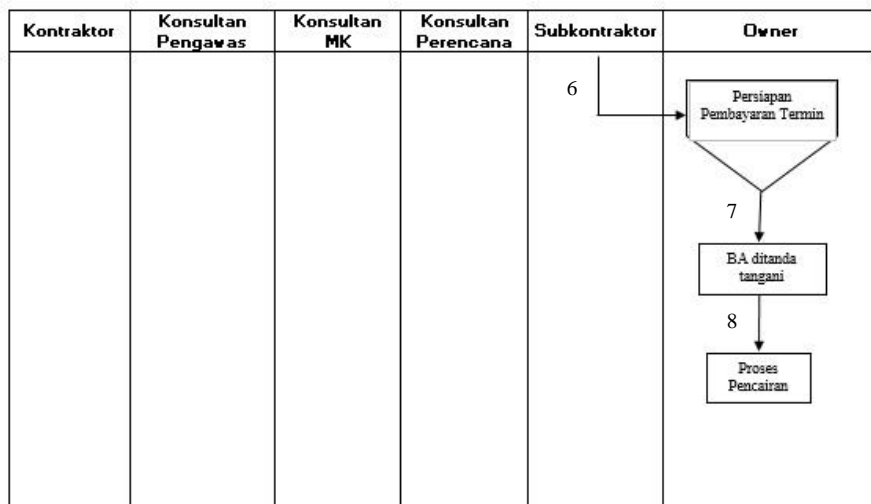 Kontraktor
Konsultan
Pengawas
Konsultan
MK
Konsultan
Perencana
Subkontraktor
Owner
6
Persiapan
Pembayaran Termin
7
BA ditanda
tangani
8
Proses
Pencairan